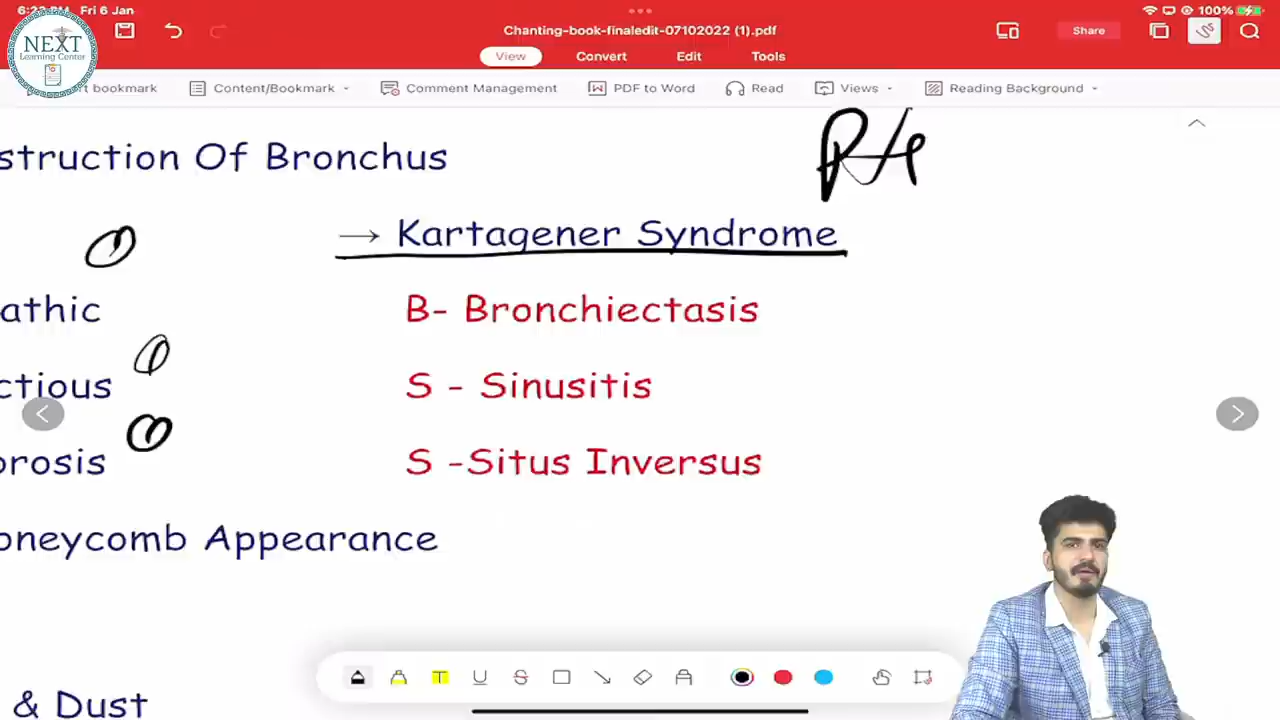 Fri 6 Jan
100%
NEXT
Learning Center
Chanting-book-finaledit-07102022 (1).pdf
Share
View Convert Edit Tools
bookmark Content/Bookmark Comment Management PDF to Word Read Views Reading Background
struction Of Bronchus
→ Kartagener Syndrome
athic B- Bronchiectasis
ctious S - Sinusitis
orosis S -Situs Inversus
oneycomb Appearance
& Dust